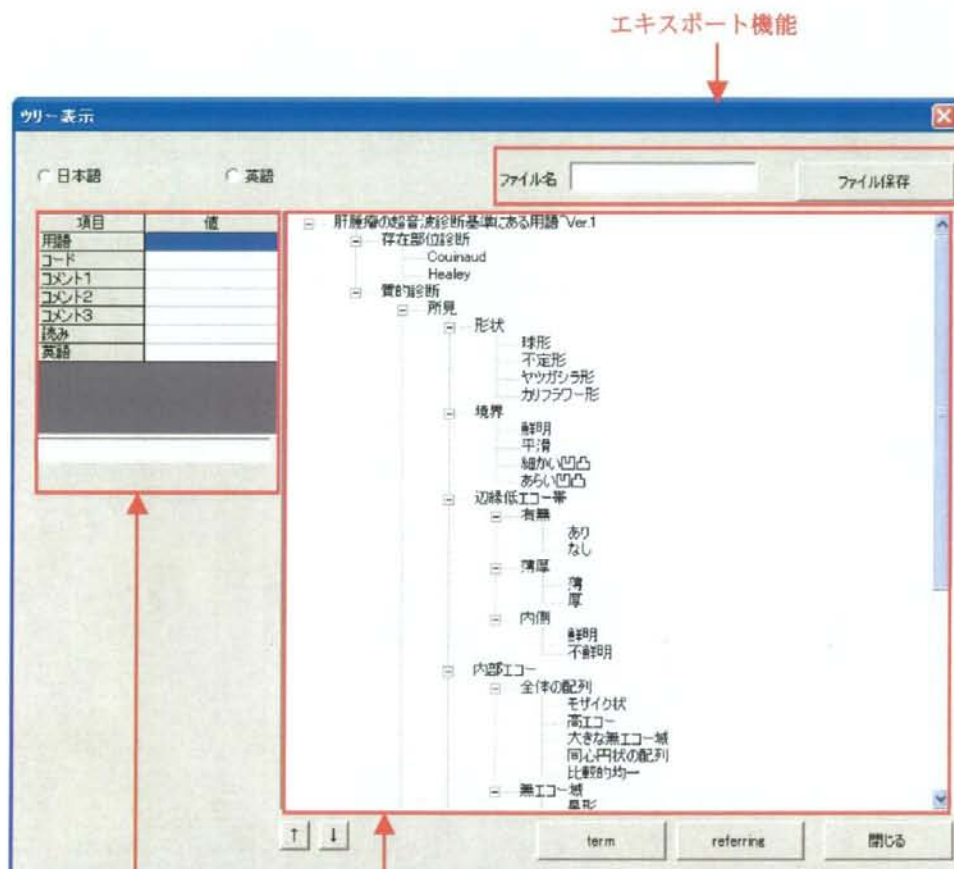 エキスポート機能
ウリー表示
日本語
英語
ファイル名
ファイル保存
項目 値
用語
コード
コメント1
コメント2
コメント3
読み
英語
肝腫瘤の超音波診断基準にある用語^Ver.1
存在部位診断
Couinaud
Healey
質的診断
所見
形状
球形
不定形
ヤツガシラ形
カリフラワー形
境界
鮮明
平滑
細かい凹凸
あらい凹凸
辺縁低エコー帯
有無
あり
なし
薄厚
薄
厚
内側
鮮明
不鮮明
内部エコー
全体の配列
モザイク状
高エコー
大きな無エコー域
同心円状の配列
比較的均一
無エコー域
↑ ↓
term
referring
閉じる